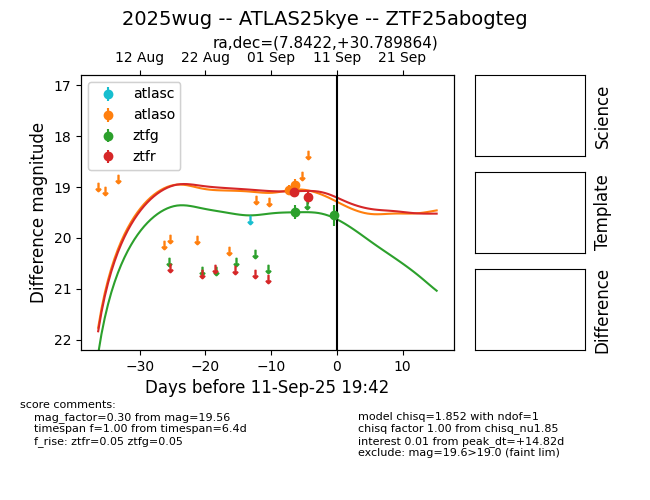 2025wug -- ATLAS25kye -- ZTF25abogteg
ra,dec=(7.8422,+30.789864)
12 Aug 22 Aug 01 Sep 11 Sep 21 Sep
atlasc
atlaso
ztfg
ztfr
17
18
19
20
21
22
Difference magnitude
−30 −20 −10 0 10
Days before 11-Sep-25 19:42
Science
Template
Difference
score comments:
mag_factor=0.30 from mag=19.56
timespan f=1.00 from timespan=6.4d
f_rise: ztfr=0.05 ztfg=0.05
model chisq=1.852 with ndof=1
chisq factor 1.00 from chisq_nu1.85
interest 0.01 from peak_dt=+14.82d
exclude: mag=19.6>19.0 (faint lim)